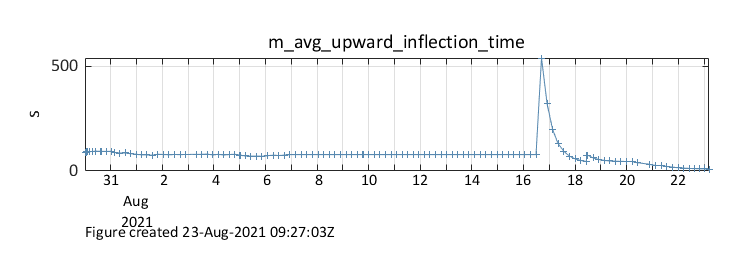 m_avg_upward_inflection_time
500
s
0
31 2 4 6 8 10 12 14 16 18 20 22
Aug
2021
Figure created 23-Aug-2021 09:27:03Z